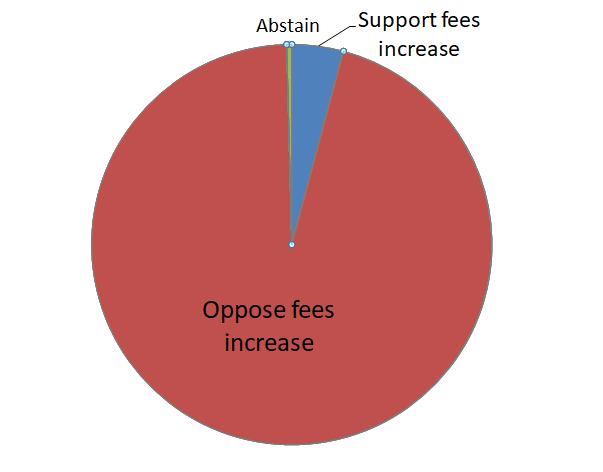 Abstain
Support fees
increase
Oppose fees
increase